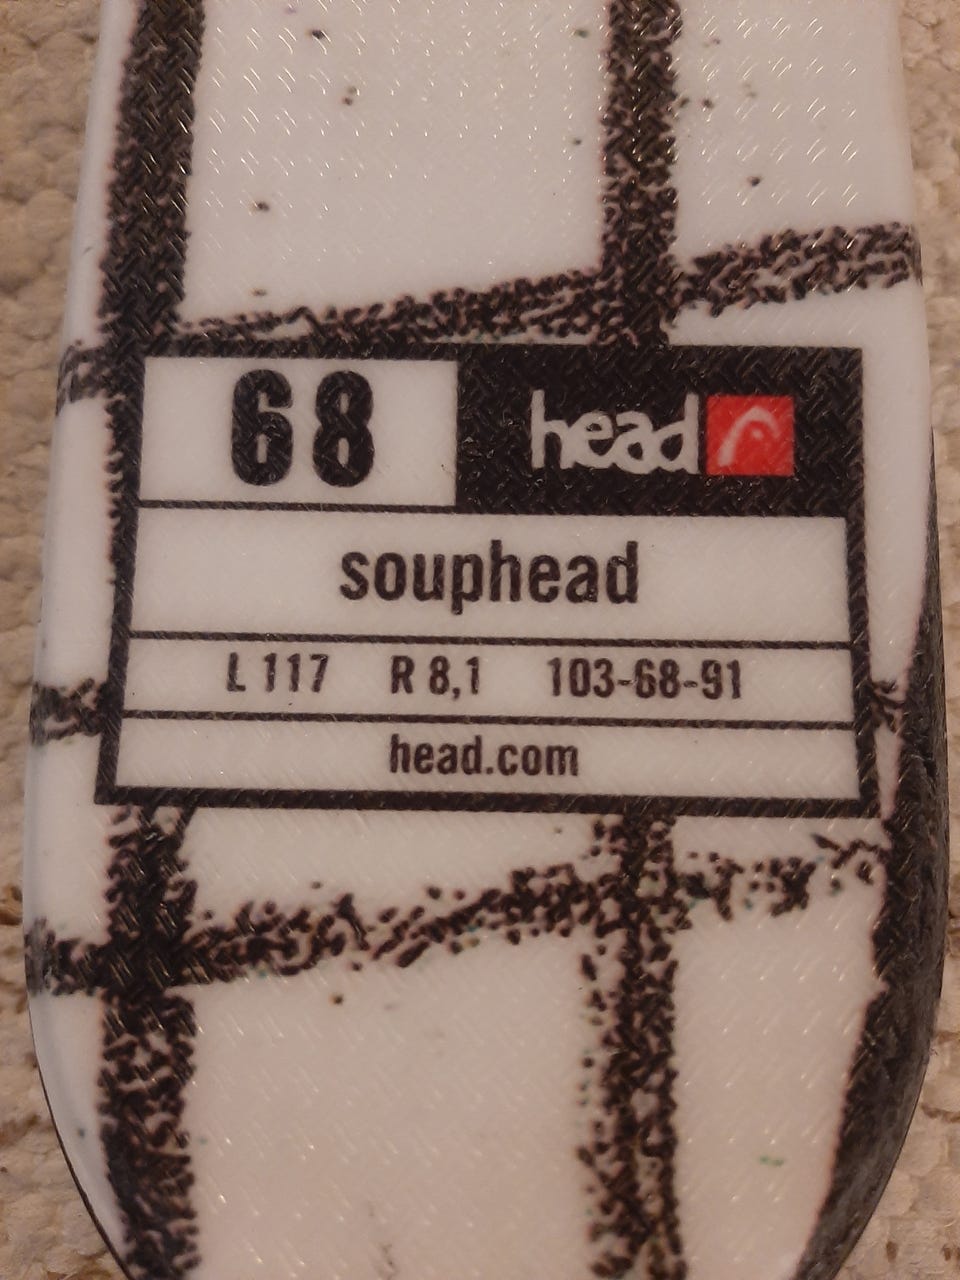 68 head
souphead
L 117 R 8,1 103-68-91
head.com